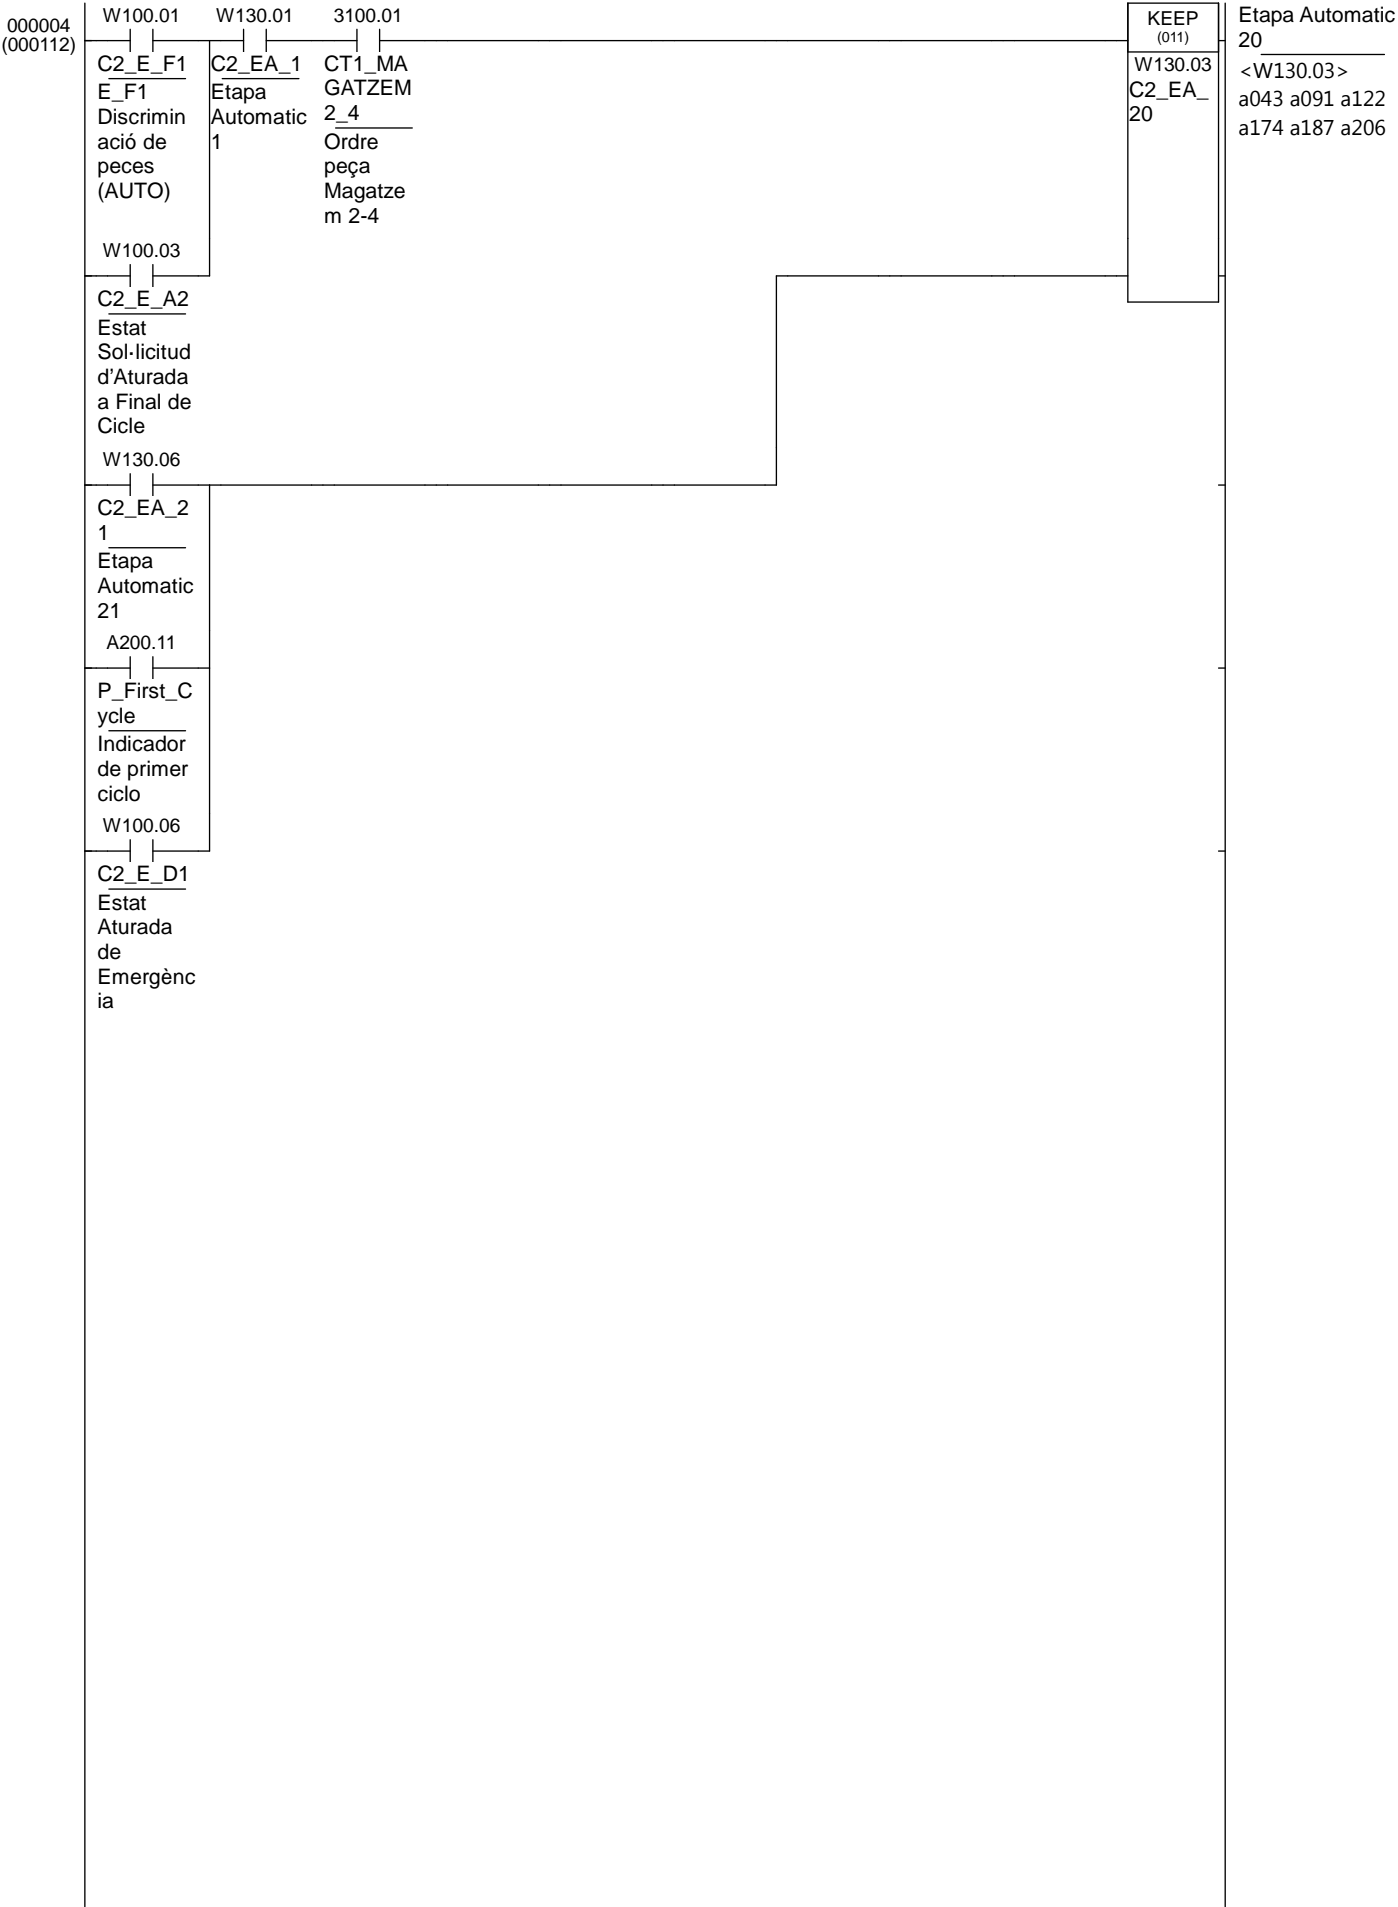 000004
(000112)
W100.01
W130.01
3100.01
KEEP
(011)
Etapa Automatic
20
C2_E_F1
E_F1
Discrimin
ació de
peces
(AUTO)
C2_EA_1
Etapa
Automatic
1
CT1_MA
GATZEM
2_4
Ordre
peça
Magatze
m 2-4
W130.03
C2_EA_
20
<W130.03>
a043 a091 a122
a174 a187 a206
W100.03
C2_E_A2
Estat
Sol·licitud
d'Aturada
a Final de
Cicle
W130.06
C2_EA_2
1
Etapa
Automatic
21
A200.11
P_First_C
ycle
Indicador
de primer
ciclo
W100.06
C2_E_D1
Estat
Aturada
de
Emergènc
ia